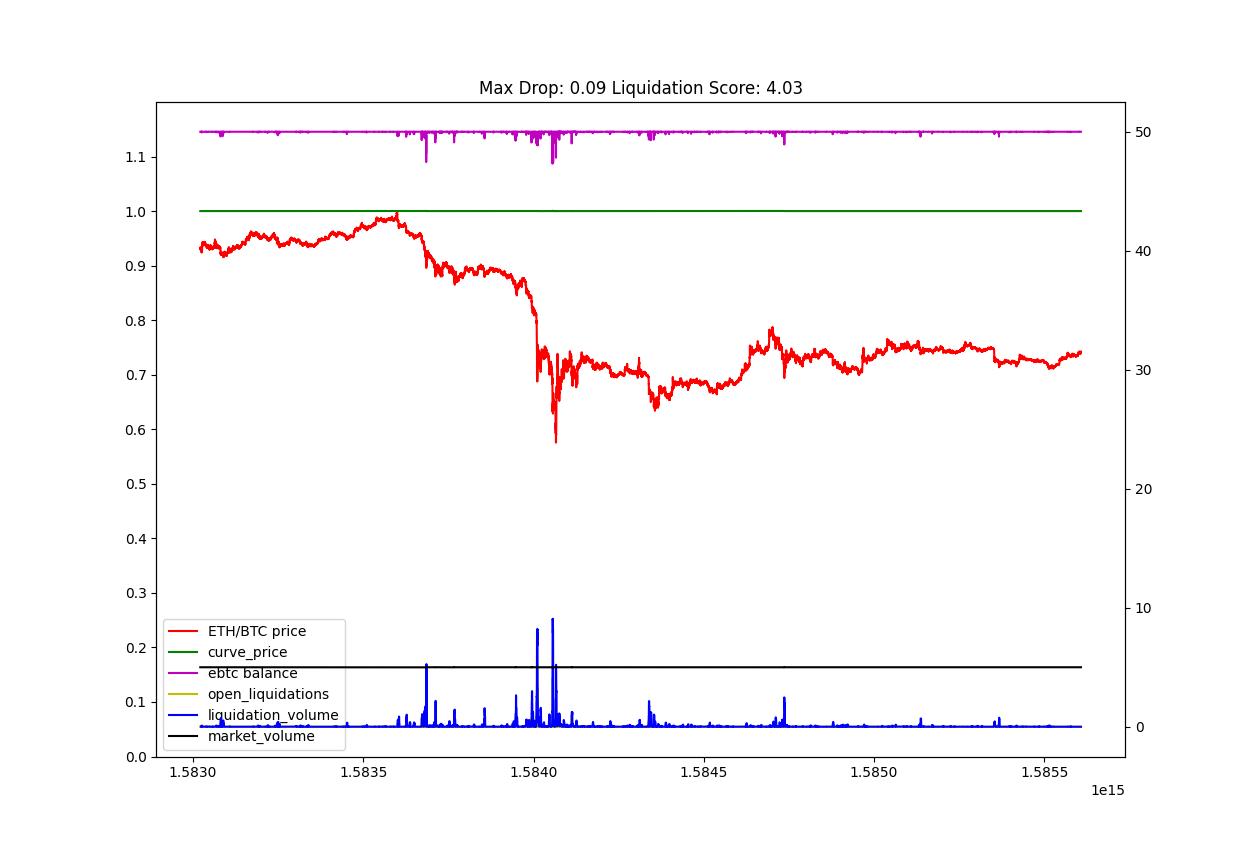 Max Drop: 0.09 Liquidation Score: 4.03
1.1
1.0
0.9
0.8
0.7
0.6
0.5
0.4
0.3
0.2
0.1
0.0
50
40
30
20
10
0
ETH/BTC price
curve_price
ebtc balance
open_liquidations
liquidation_volume
market_volume
1.5830 1.5835 1.5840 1.5845 1.5850 1.5855
1e15